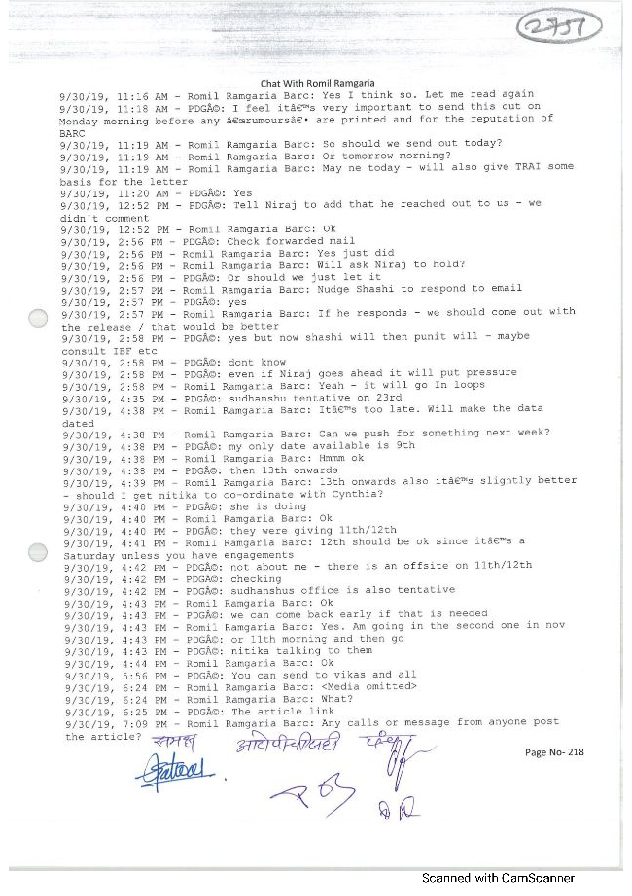 2751
Chat With Romil Ramgaria
9/30/19, 11:16 AM - Romil Ramgaria Barc: Yes I think so. Let me read again
9/30/19, 11:18 AM - PDGÃ©: I feel itâ€™s very important to send this out on
Monday morning before any â€œrumoursâ€• are printed and for the reputation of
BARC
9/30/19, 11:19 AM - Romil Ramgaria Barc: So should we send out today?
9/30/19, 11:19 AM - Romil Ramgaria Barc: Or tomorrow morning?
9/30/19, 11:19 AM - Romil Ramgaria Barc: May ne today - will also give TRAI some
basis for the letter
9/30/19, 11:20 AM - PDGÃ©: Yes
9/30/19, 12:52 PM - PDGÃ©: Tell Niraj to add that he reached out to us - we
didn't comment
9/30/19, 12:52 PM - Romil Ramgaria Barc: Ok
9/30/19, 2:56 PM - PDGÃ©: Check forwarded nail
9/30/19, 2:56 PM - Romil Ramgaria Barc: Yes just did
9/30/19, 2:56 PM - Romil Ramgaria Barc: Will ask Niraj to hold?
9/30/19, 2:56 PM - PDGÃ©: Or should we just let it
9/30/19, 2:57 PM - Romil Ramgaria Barc: Nudge Shashi to respond to email
9/30/19, 2:57 PM - PDGÃ©: yes
9/30/19, 2:57 PM - Romil Ramgaria Barc: If he responds - we should come out with
the release / that would be better
9/30/19, 2:58 PM - PDGÃ©: yes but now shashi will then punit will - maybe
consult IBF etc
9/30/19, 2:58 PM - PDGÃ©: dont know
9/30/19, 2:58 PM - PDGÃ©: even if Niraj goes ahead it will put pressure
9/30/19, 2:58 PM - Romil Ramgaria Barc: Yeah - it will go In loops
9/30/19, 4:35 PM - PDGÃ©: sudhanshu tentative on 23rd
9/30/19, 4:38 PM - Romil Ramgaria Barc: Itâ€™s too late. Will make the data
dated
9/30/19, 4:38 PM - Romil Ramgaria Barc: Can we push for something next week?
9/30/19, 4:38 PM - PDGÃ©: my only date available is 9th
9/30/19, 4:38 PM - Romil Ramgaria Barc: Hmmm ok
9/30/19, 4:38 PM - PDGÃ©: then 13th onwards
9/30/19, 4:39 PM - Romil Ramgaria Barc: 13th onwards also itâ€™s slightly better
- should I get nitika to co-ordinate with Cynthia?
9/30/19, 4:40 PM - PDGÃ©: she is doing
9/30/19, 4:40 PM - Romil Ramgaria Barc: Ok
9/30/19, 4:40 PM - PDGÃ©: they were giving 11th/12th
9/30/19, 4:41 PM - Romil Ramgaria Barc: 12th should be ok since itâ€™s a
Saturday unless you have engagements
9/30/19, 4:42 PM - PDGÃ©: not about me - there is an offsite on 11th/12th
9/30/19, 4:42 PM - PDGÃ©: checking
9/30/19, 4:42 PM - PDGÃ©: sudhanshus office is also tentative
9/30/19, 4:43 PM - Romil Ramgaria Barc: Ok
9/30/19, 4:43 PM - PDGÃ©: we can come back early if that is needed
9/30/19, 4:43 PM - Romil Ramgaria Barc: Yes. Am going in the second one in nov
9/30/19, 4:43 PM - PDGÃ©: or 11th morning and then go
9/30/19, 4:43 PM - PDGÃ©: nitika talking to them
9/30/19, 4:44 PM - Romil Ramgaria Barc: Ok
9/30/19, 5:56 PM - PDGÃ©: You can send to vikas and all
9/30/19, 6:24 PM - Romil Ramgaria Barc: <Media omitted>
9/30/19, 6:24 PM - Romil Ramgaria Barc: What?
9/30/19, 6:25 PM - PDGÃ©: The article link
9/30/19, 7:09 PM - Romil Ramgaria Barc: Any calls or message from anyone post
the article?
समक्ष
Page No- 218
Scanned with CamScanner